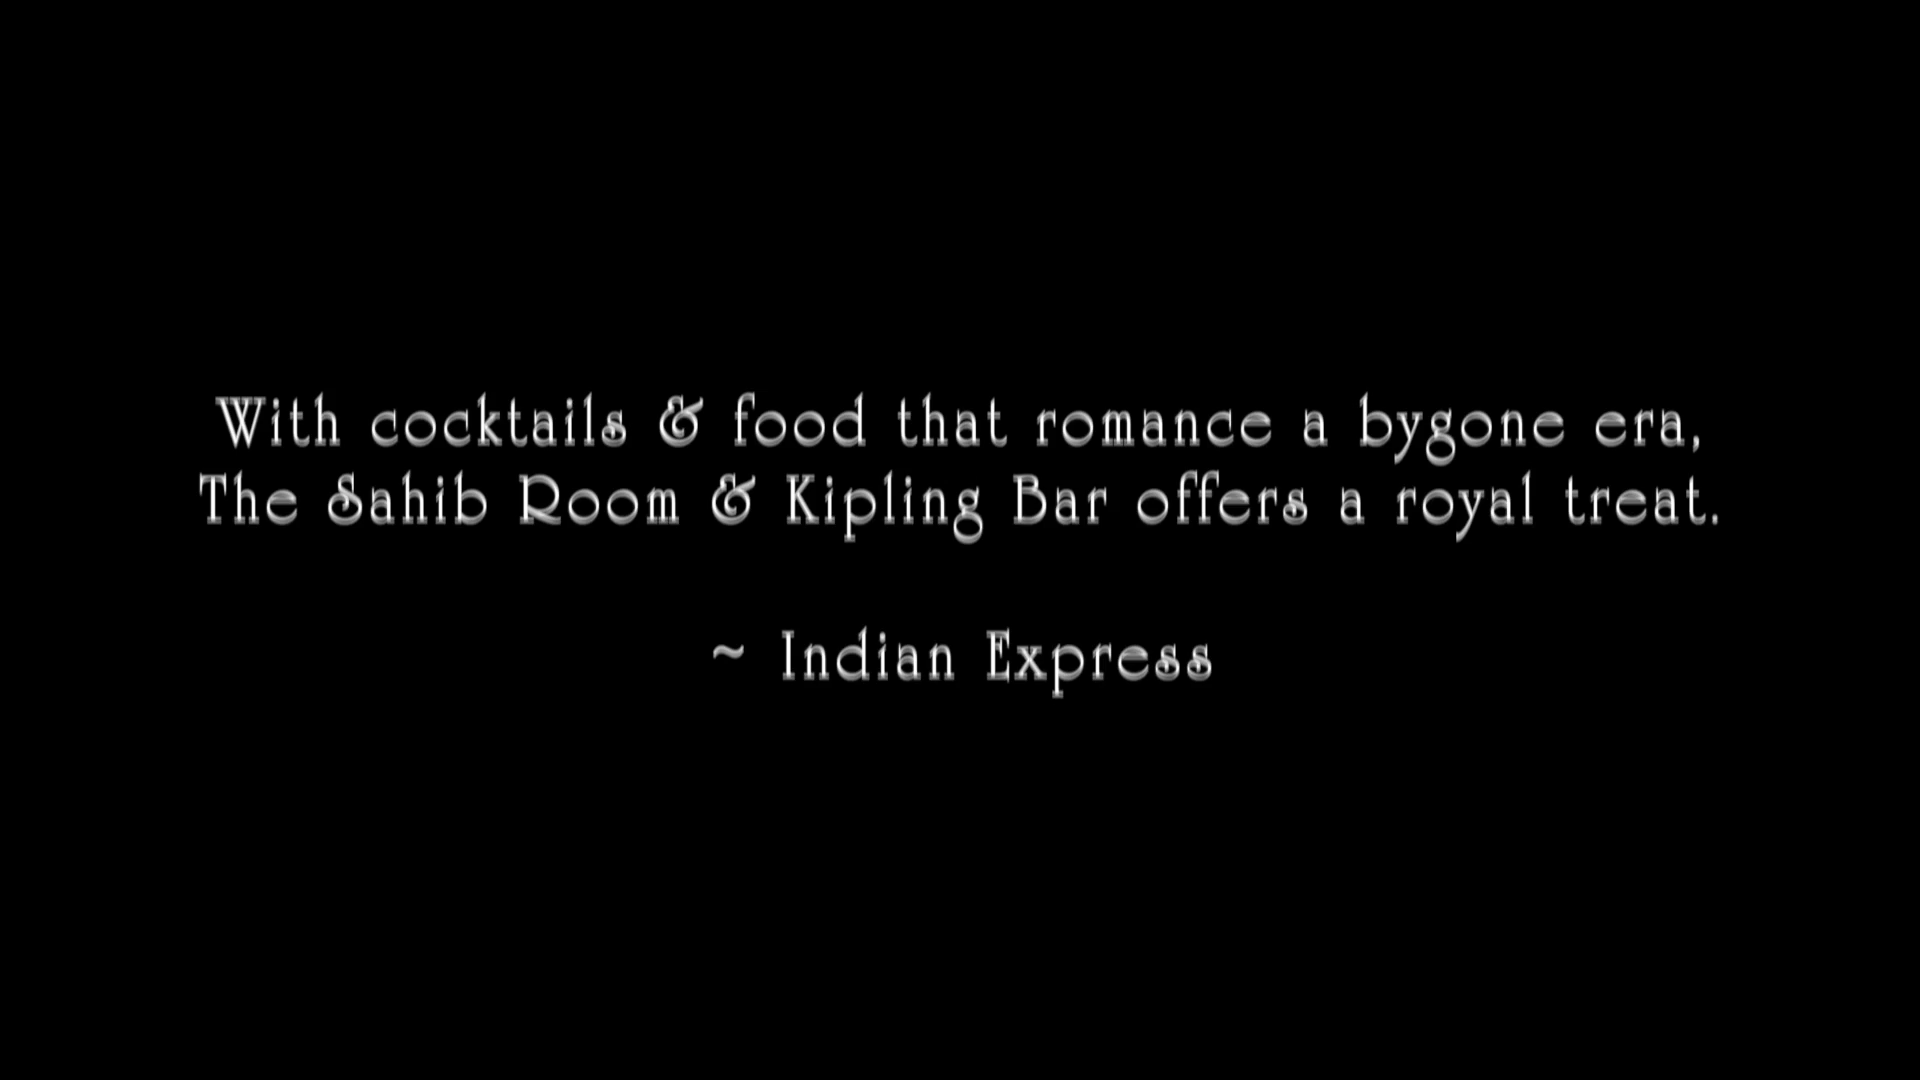 With cocktails & food that romance a bygone era,
The Sahib Room & Kipling Bar offers a royal treat.
~ Indian Express